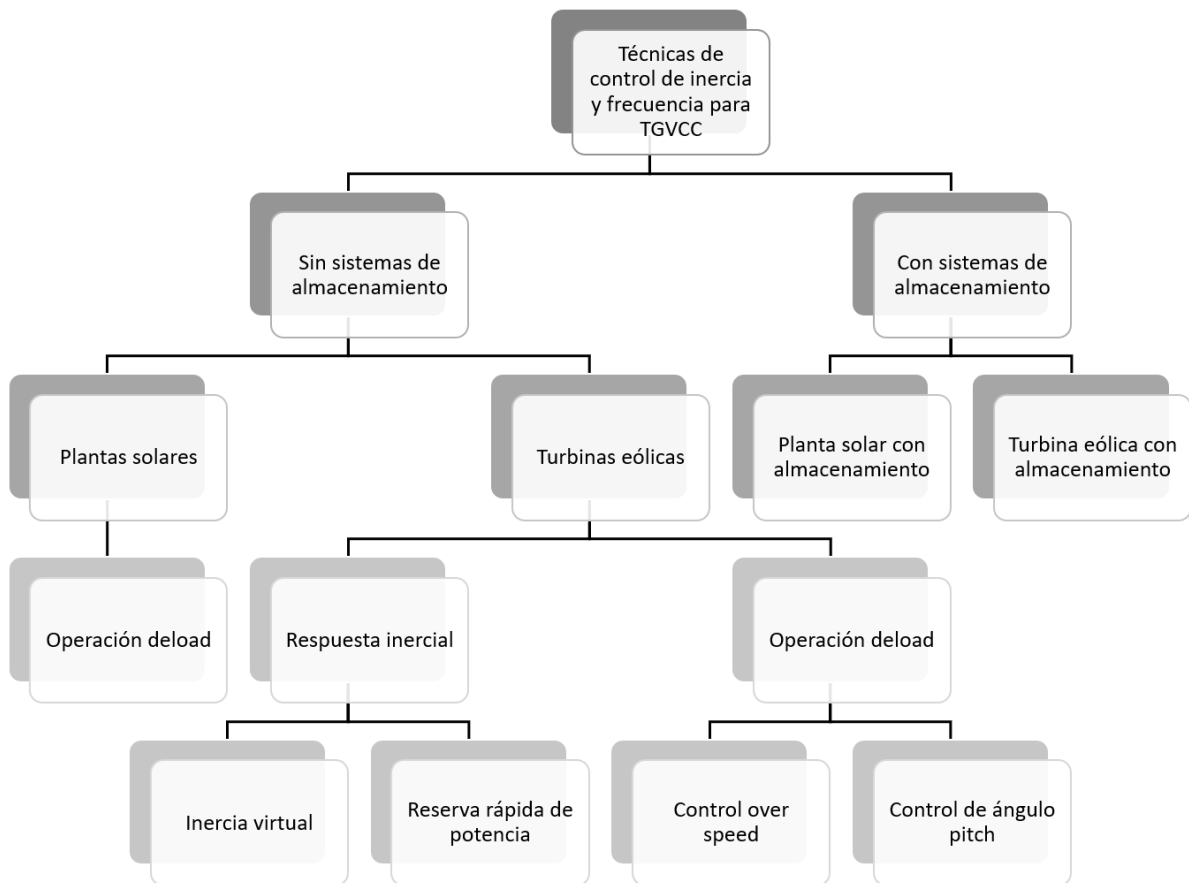 Técnicas de
control de inercia
y frecuencia para
TGVCC
Sin sistemas de
almacenamiento
Con sistemas de
almacenamiento
Plantas solares
Turbinas eólicas
Planta solar con
almacenamiento
Turbina eólica con
almacenamiento
Operación deload
Respuesta inercial
Operación deload
Inercia virtual
Reserva rápida de
potencia
Control over
speed
Control de ángulo
pitch